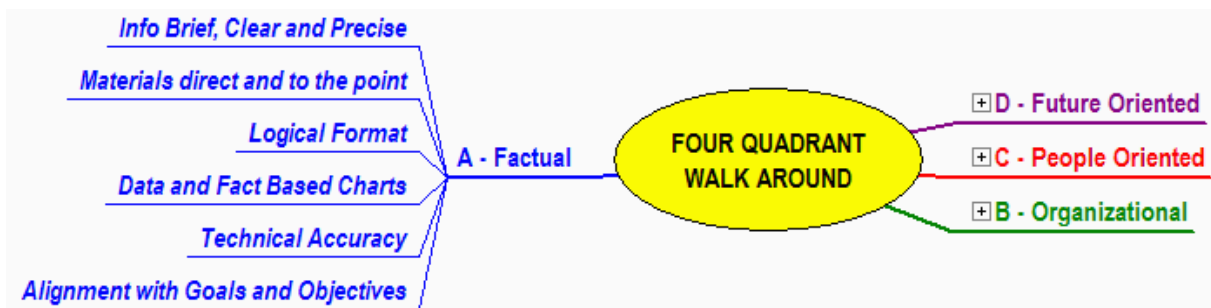 Info Brief, Clear and Precise
Materials direct and to the point
Logical Format
Data and Fact Based Charts
Technical Accuracy
Alignment with Goals and Objectives
A - Factual
FOUR QUADRANT
WALK AROUND
D - Future Oriented
C - People Oriented
B - Organizational